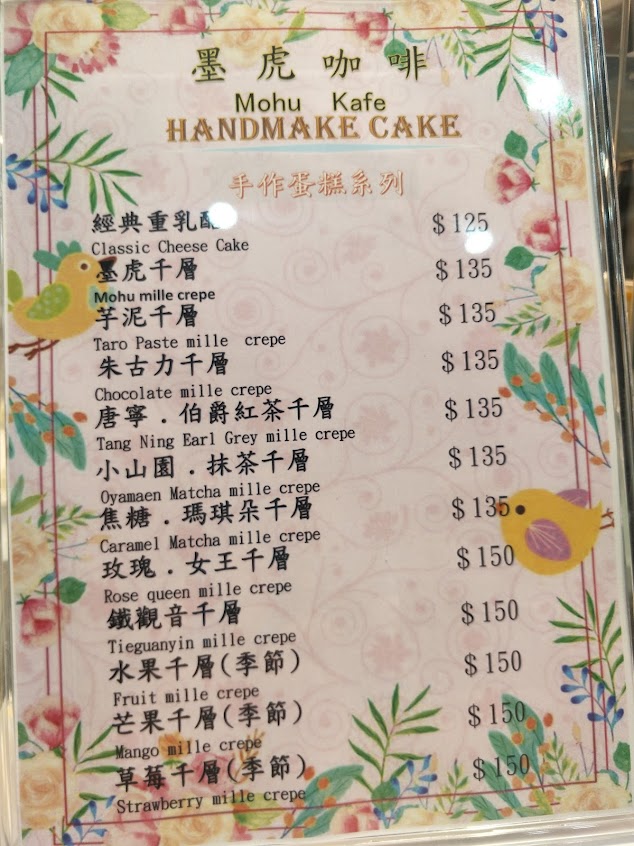 墨虎咖啡
Mohu Kafe
HANDMAKE CAKE
手作蛋糕系列
經典重乳酪 $125
Classic Cheese Cake
墨虎千層 $135
Mohu mille crepe
芋泥千層 $135
Taro Paste mille crepe
朱古力千層 $135
Chocolate mille crepe
唐寧.伯爵紅茶千層 $135
Tang Ning Earl Grey mille crepe
小山園.抹茶千層 $135
Oyamaen Matcha mille crepe
焦糖.瑪琪朵千層 $135
Caramel Matcha mille crepe
玫瑰.女王千層 $150
Rose queen mille crepe
鐵觀音千層 $150
Tieguanyin mille crepe
水果千層(季節) $150
Fruit mille crepe
芒果千層(季節) $150
Mango mille crepe
草莓千層(季節) $150
Strawberry mille crepe